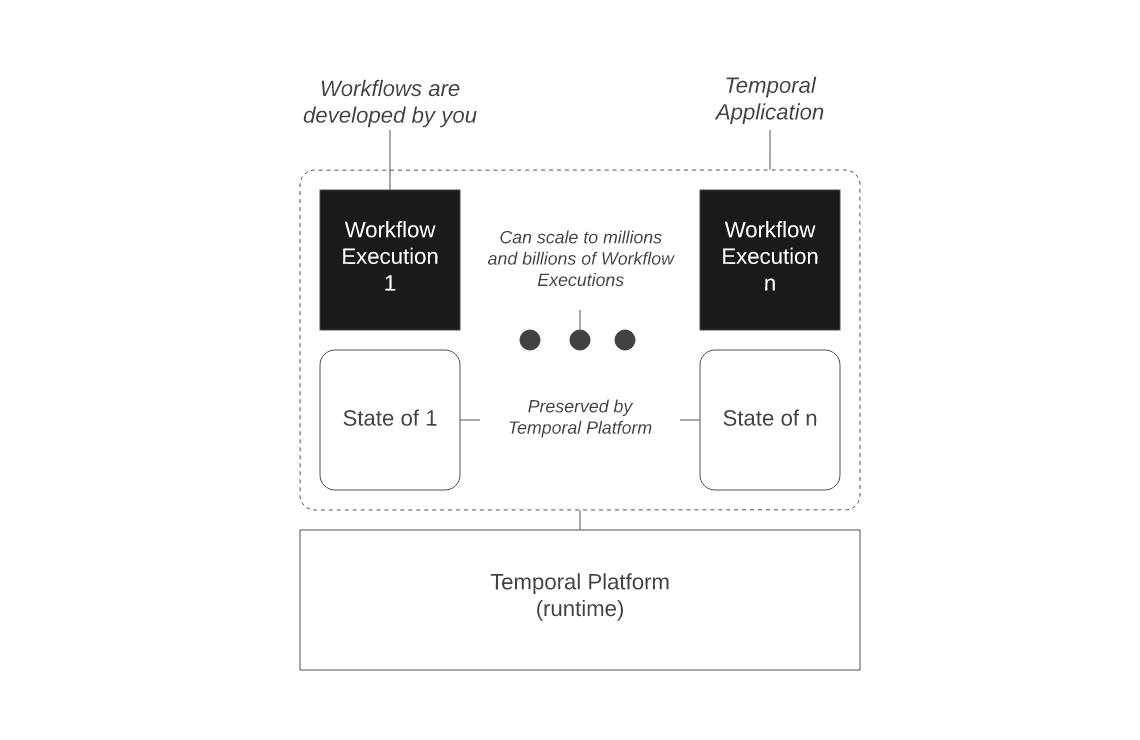 Workflows are
developed by you
Temporal
Application
Workflow
Execution
1
Can scale to millions
and billions of Workflow
Executions
Workflow
Execution
n
State of 1
Preserved by
Temporal Platform
State of n
Temporal Platform
(runtime)